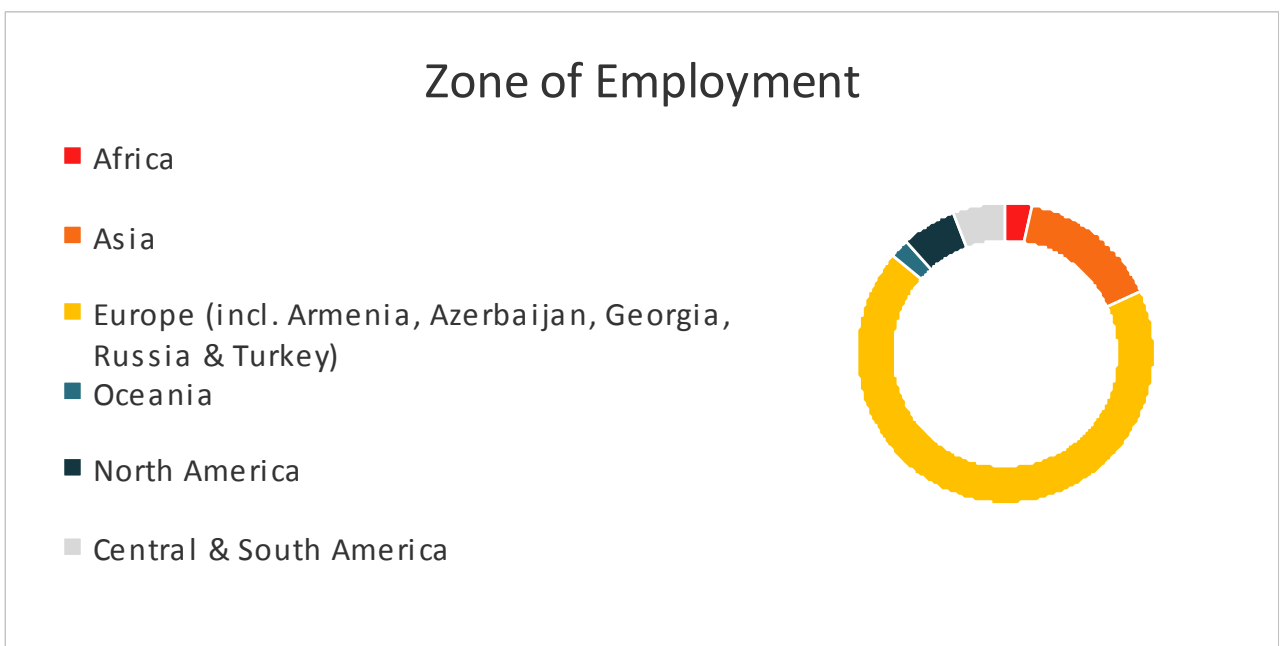 Zone of Employment
Africa
Asia
Europe (incl. Armenia, Azerbaijan, Georgia,
Russia & Turkey)
Oceania
North America
Central & South America